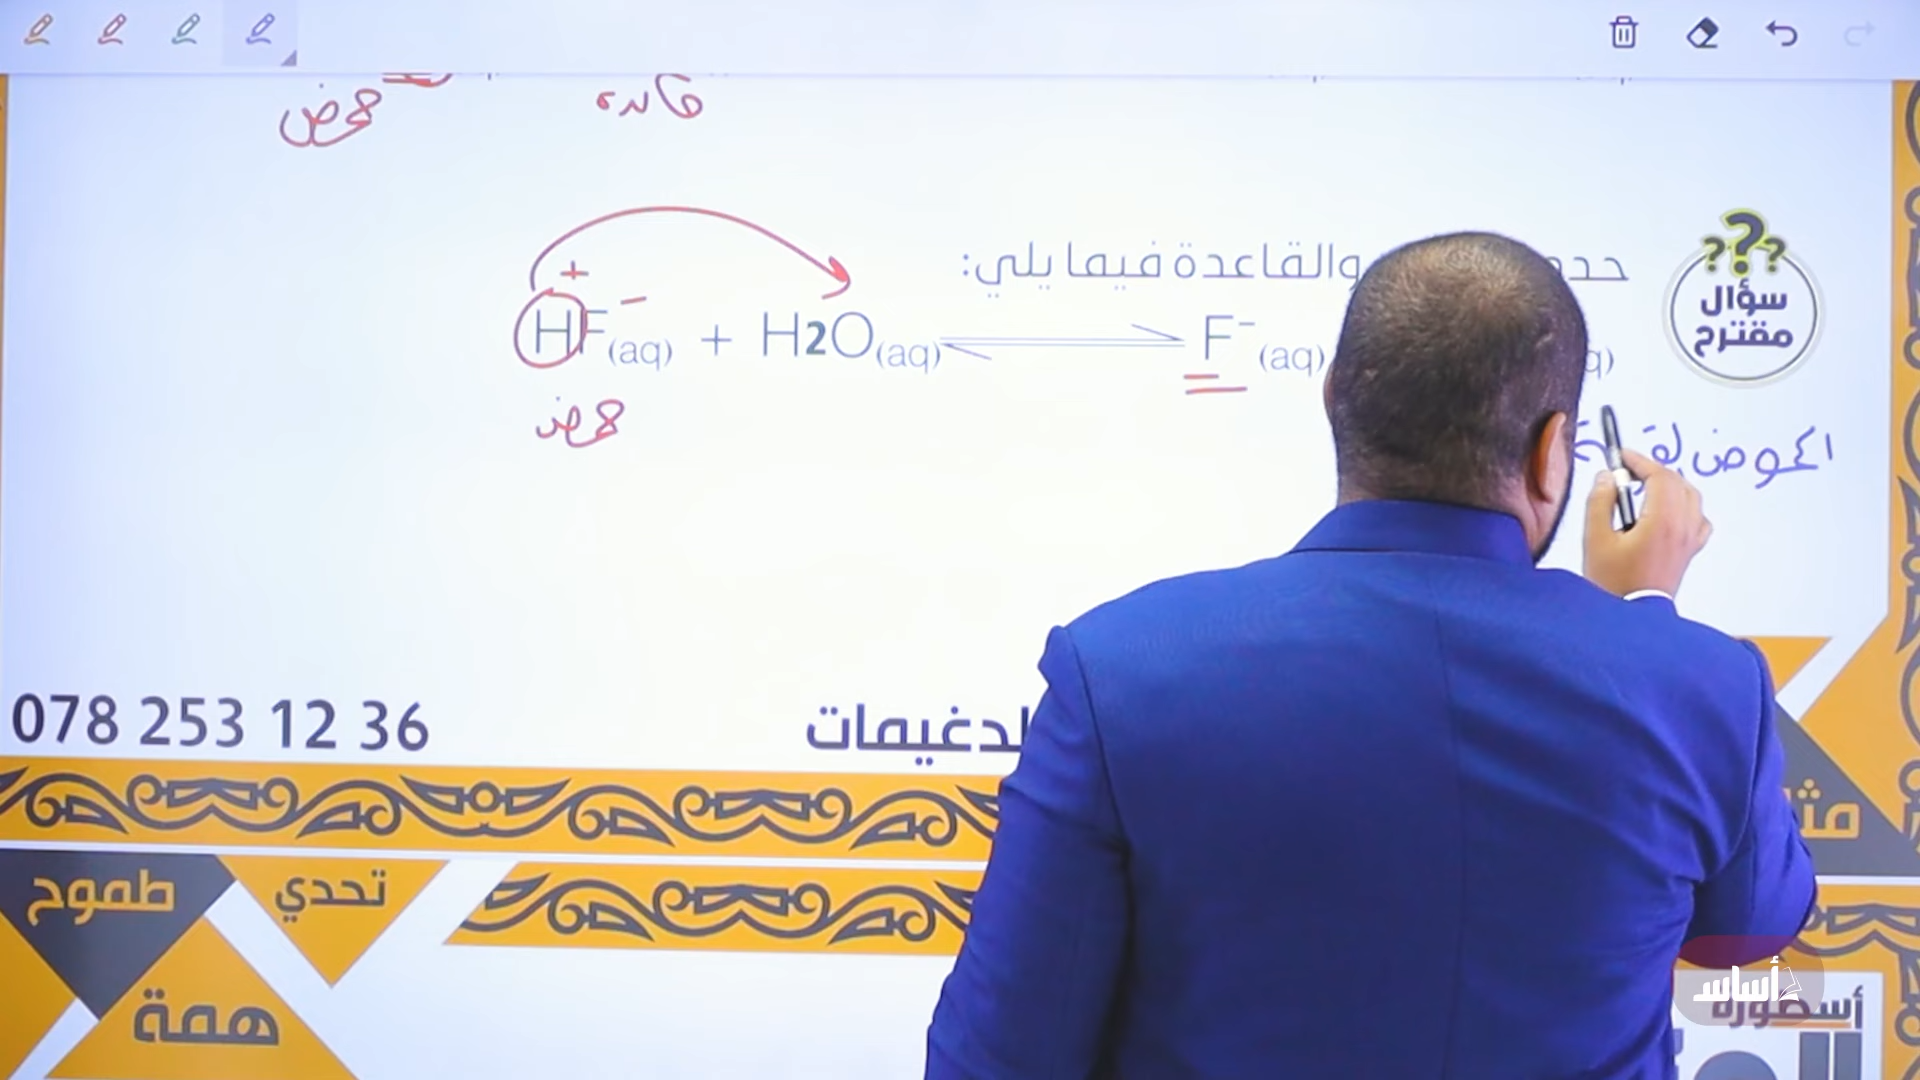 حمض قاعدة
حدد والقاعدة فيما يلي:
سؤال
مقترح
+
−
HF(aq) + H2O(aq) ⇌ F⁻(aq) q)
حمض
الحموض
078 253 12 36
الدغيمات
مثا
طموح
تحدي
همة
أساس
أسطورة